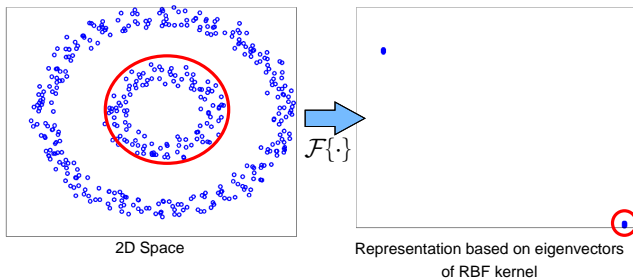 ℱ{·}
2D Space
Representation based on eigenvectors
of RBF kernel